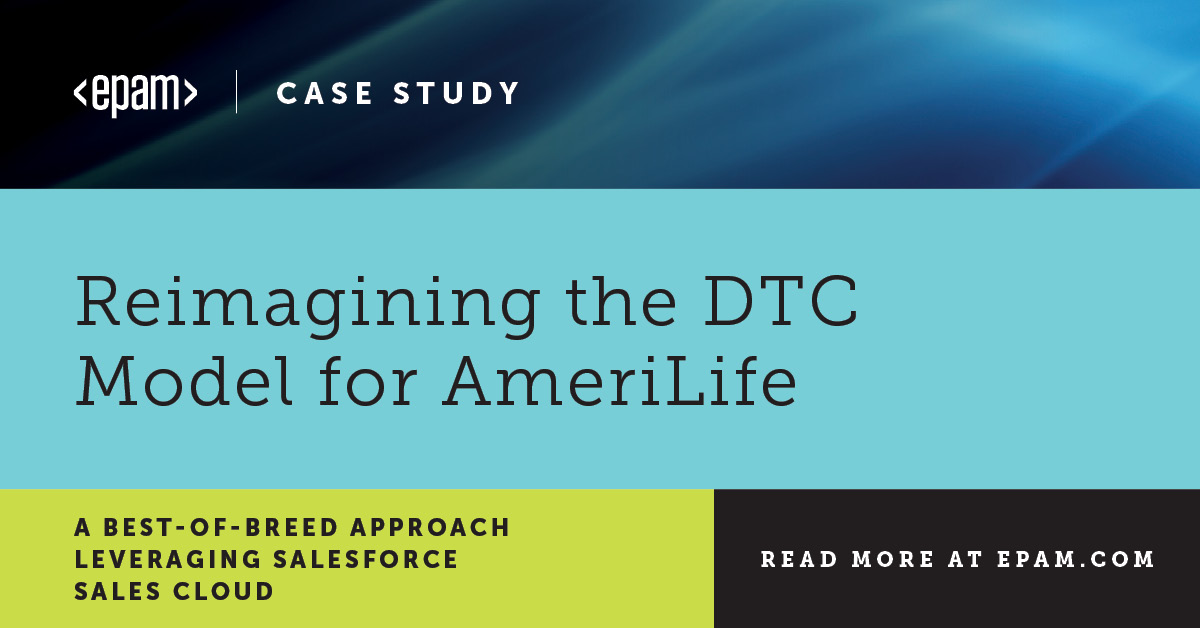 <epam> | CASE STUDY
Reimagining the DTC
Model for AmeriLife
A BEST-OF-BREED APPROACH
LEVERAGING SALESFORCE
SALES CLOUD
READ MORE AT EPAM.COM